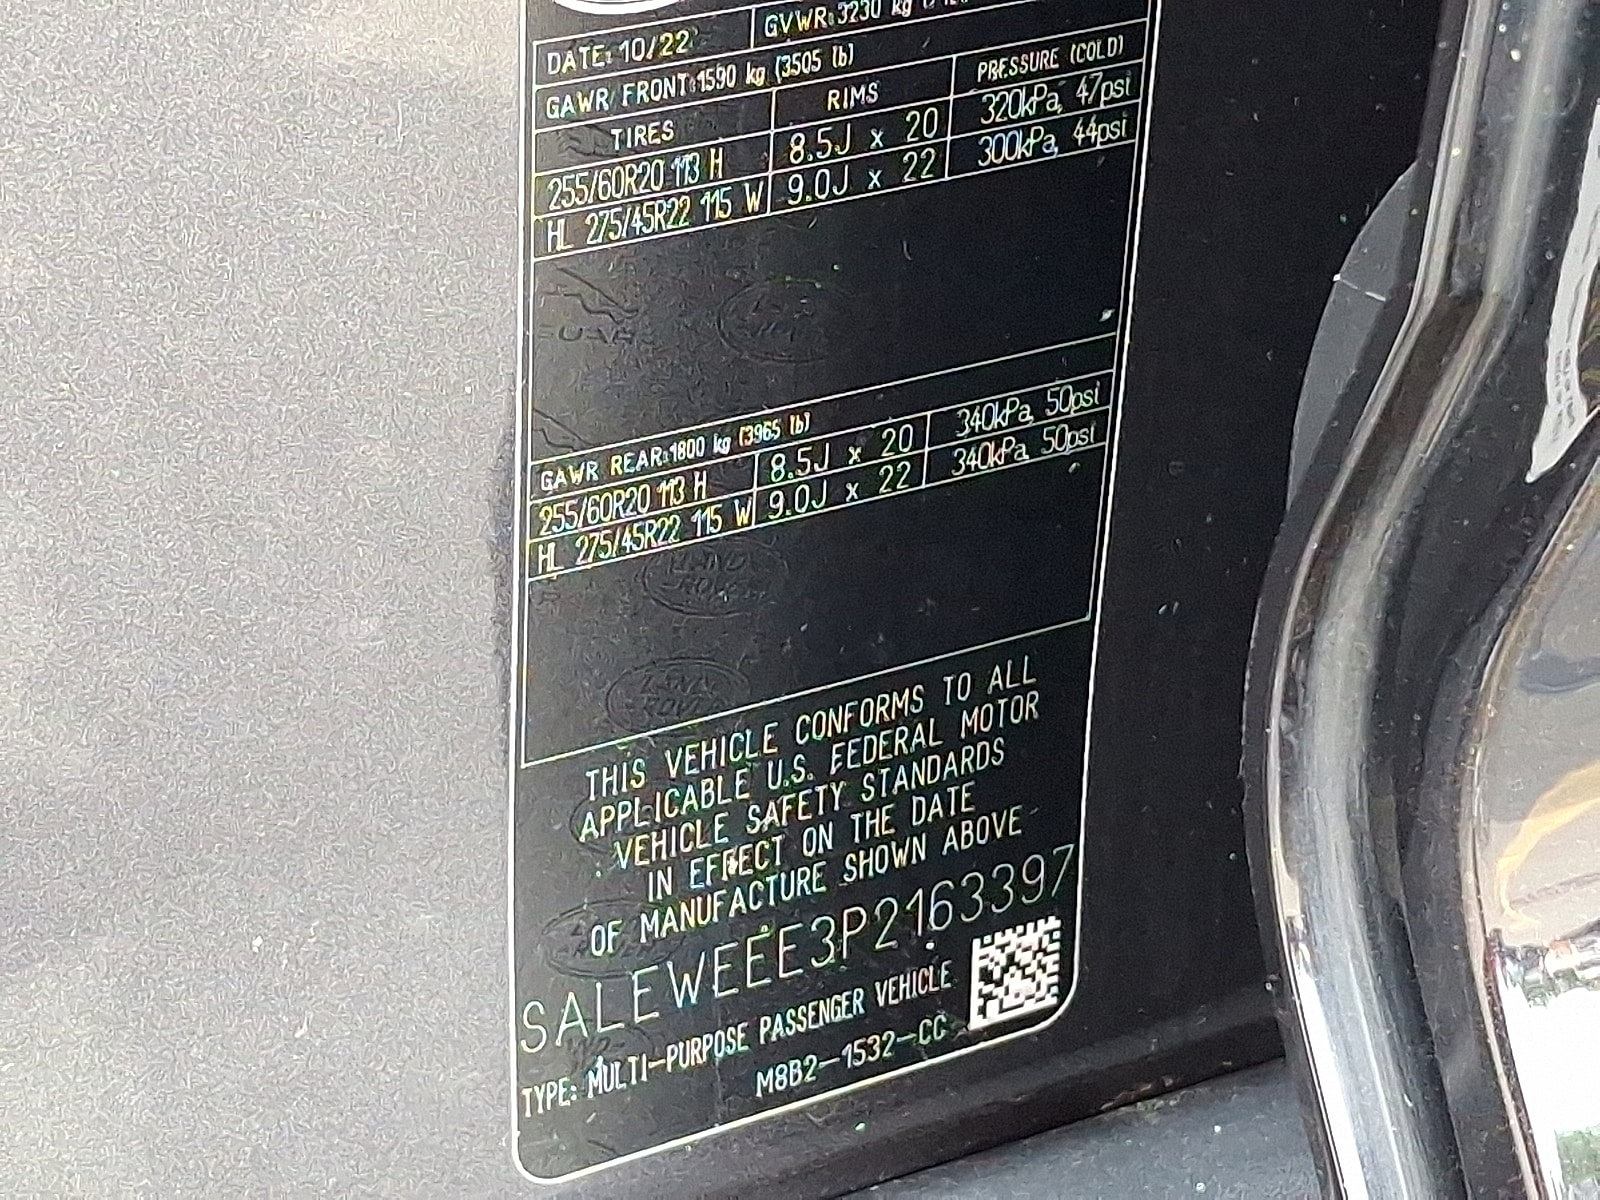 DATE: 10/22 GVWR: 3230 kg
GAWR FRONT: 1590 kg (3505 lb)
TIRES RIMS PRESSURE (COLD)
255/60R20 113 H 8.5J x 20 320kPa, 47psi
HL 275/45R22 115 W 9.0J x 22 300kPa, 44psi
GAWR REAR: 1800 kg (3965 lb)
255/60R20 113 H 8.5J x 20 340kPa, 50psi
HL 275/45R22 115 W 9.0J x 22 340kPa, 50psi
THIS VEHICLE CONFORMS TO ALL
APPLICABLE U.S. FEDERAL MOTOR
VEHICLE SAFETY STANDARDS
IN EFFECT ON THE DATE
OF MANUFACTURE SHOWN ABOVE
SALEWEEE3P2163397
TYPE: MULTI-PURPOSE PASSENGER VEHICLE
M8B2-1532-CC